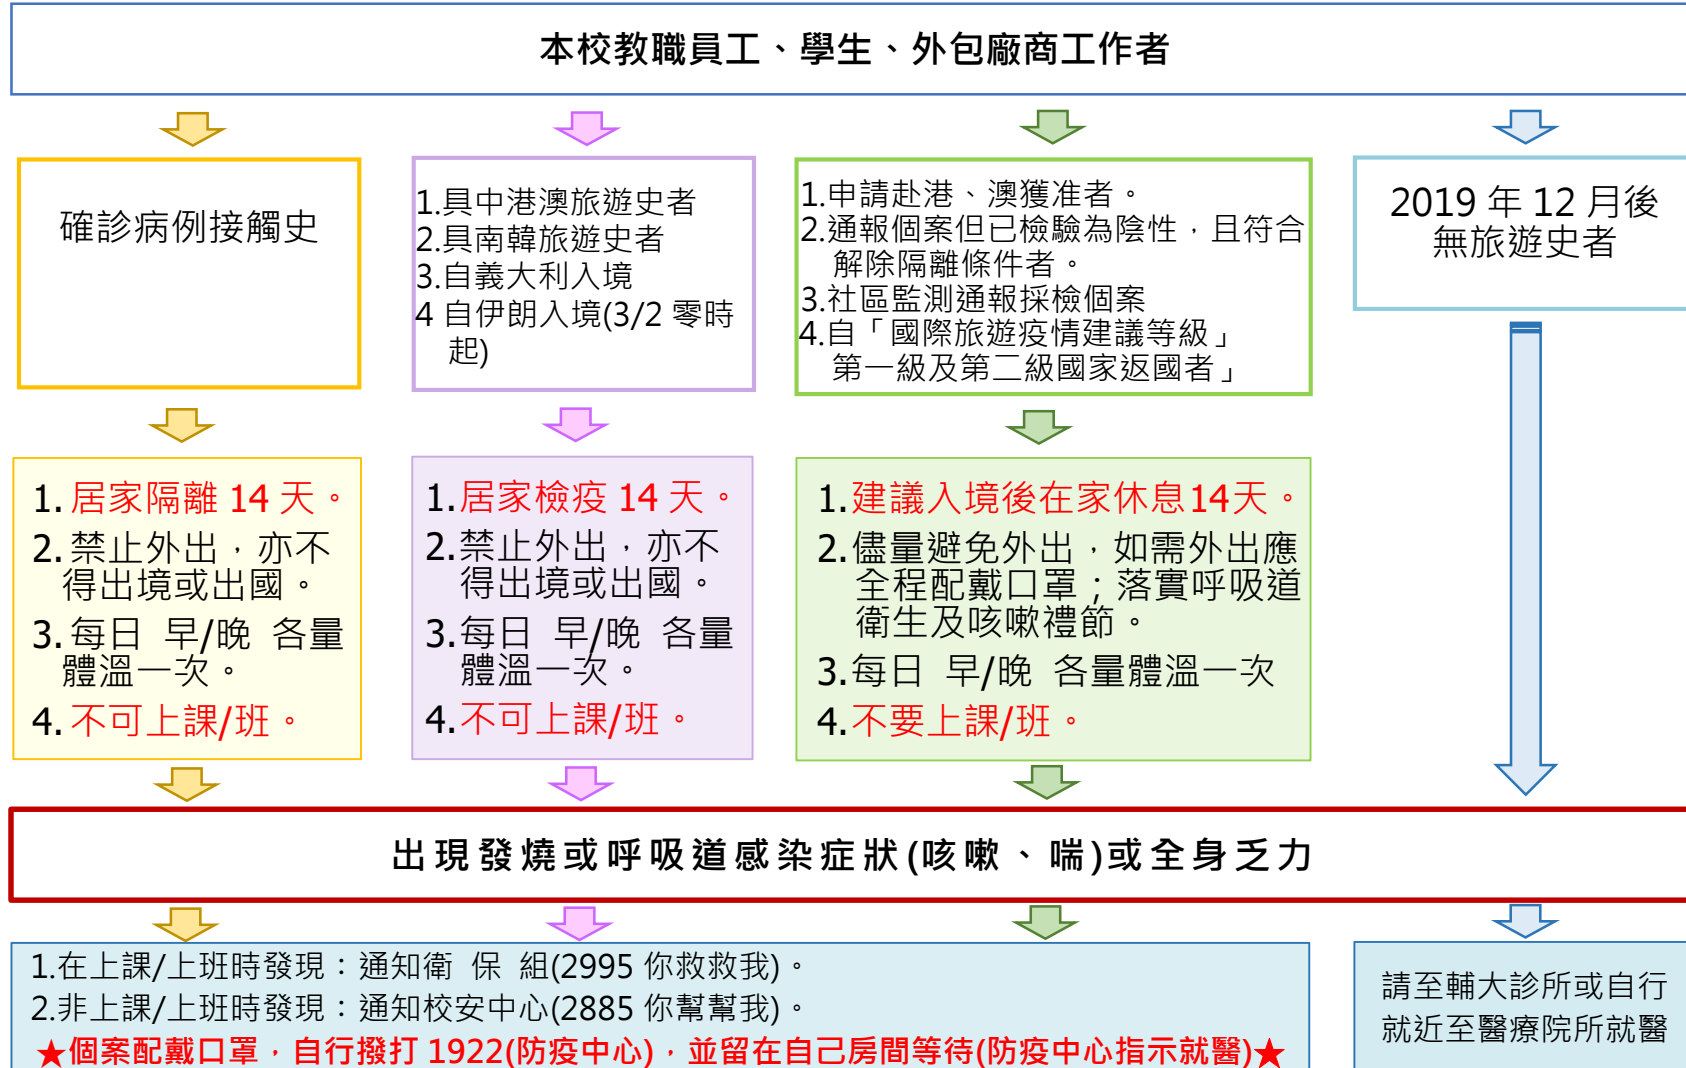 本校教職員工、學生、外包廠商工作者
確診病例接觸史
1.具中港澳旅遊史者
2.具南韓旅遊史者
3.自義大利入境
4 自伊朗入境(3/2 零時
起)
1.申請赴港、澳獲准者。
2.通報個案但已檢驗為陰性，且符合
解除隔離條件者。
3.社區監測通報採檢個案
4.自「國際旅遊疫情建議等級」
第一級及第二級國家返國者」
2019 年 12 月後
無旅遊史者
1. 居家隔離 14 天。
2. 禁止外出，亦不
得出境或出國。
3. 每日 早/晚 各量
體溫一次。
4. 不可上課/班。
1.居家檢疫 14 天。
2.禁止外出，亦不
得出境或出國。
3.每日 早/晚 各量
體溫一次。
4.不可上課/班。
1.建議入境後在家休息14天。
2.儘量避免外出，如需外出應
全程配戴口罩；落實呼吸道
衛生及咳嗽禮節。
3.每日 早/晚 各量體溫一次
4.不要上課/班。
出現發燒或呼吸道感染症狀(咳嗽、喘)或全身乏力
1.在上課/上班時發現：通知衛 保 組(2995 你救救我)。
2.非上課/上班時發現：通知校安中心(2885 你幫幫我)。
★個案配戴口罩，自行撥打 1922(防疫中心)，並留在自己房間等待(防疫中心指示就醫)★
請至輔大診所或自行
就近至醫療院所就醫